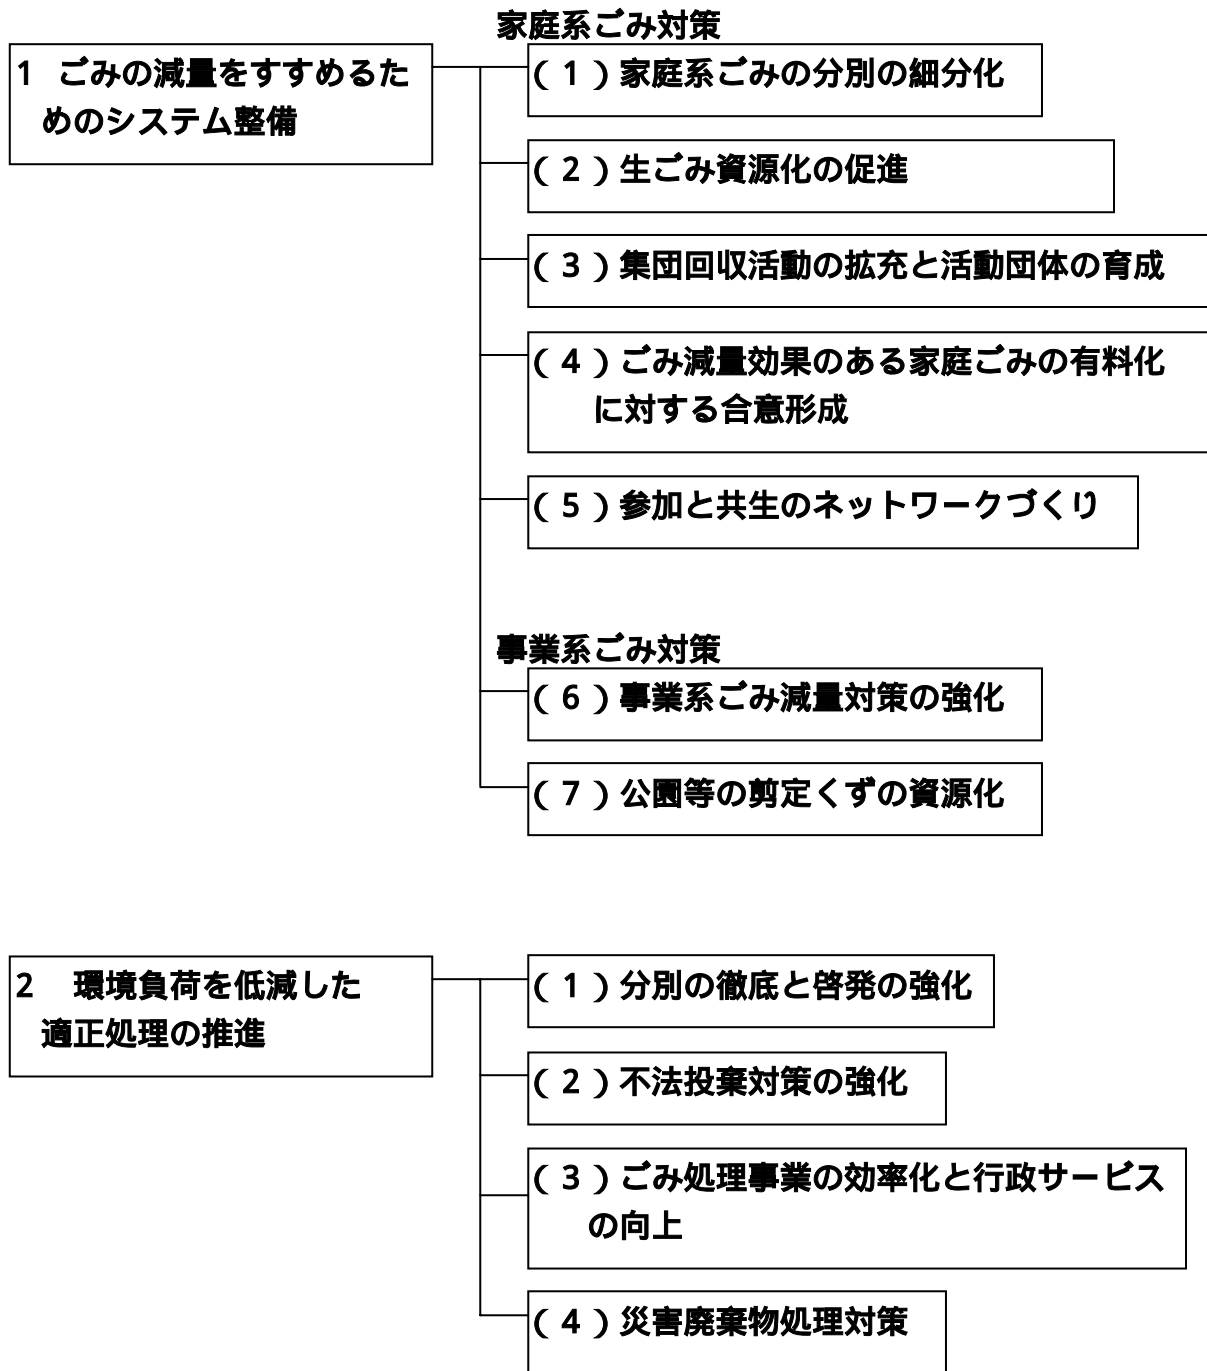 家庭系ごみ対策
1 ごみの減量をすすめるた
めのシステム整備
（１）家庭系ごみの分別の細分化
（２）生ごみ資源化の促進
（３）集団回収活動の拡充と活動団体の育成
（４）ごみ減量効果のある家庭ごみの有料化
に対する合意形成
（５）参加と共生のネットワークづくり
事業系ごみ対策
（６）事業系ごみ減量対策の強化
（７）公園等の剪定くずの資源化
2 環境負荷を低減した
適正処理の推進
（１）分別の徹底と啓発の強化
（２）不法投棄対策の強化
（３）ごみ処理事業の効率化と行政サービス
の向上
（４）災害廃棄物処理対策